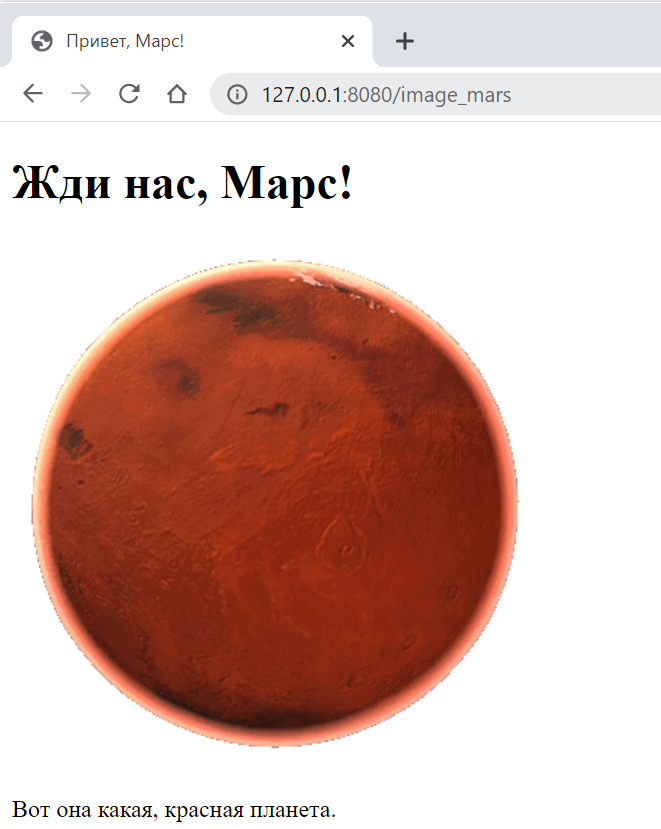 Привет, Марс!
127.0.0.1:8080/image_mars
Жди нас, Марс!
Вот она какая, красная планета.